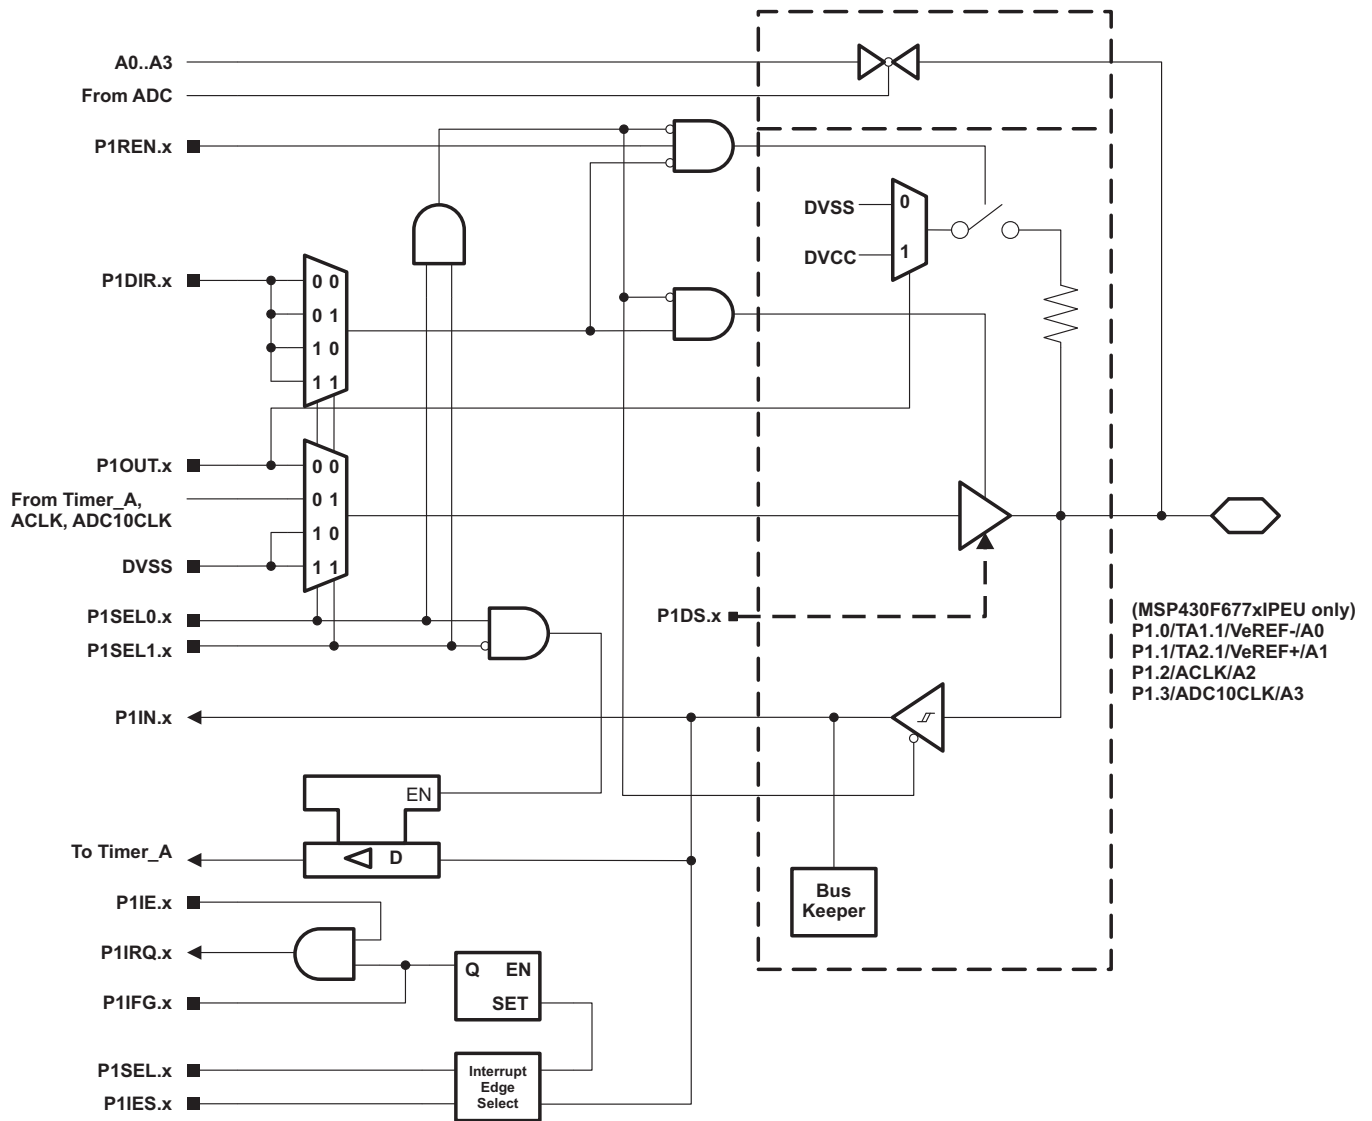 A0..A3
From ADC
P1REN.x
DVSS
0
DVCC
1
P1DIR.x
0 0
0 1
1 0
1 1
P1OUT.x
0 0
From Timer_A,
ACLK, ADC10CLK
0 1
1 0
DVSS
1 1
P1SEL0.x
P1SEL1.x
P1DS.x
(MSP430F677xIPEU only)
P1.0/TA1.1/VeREF-/A0
P1.1/TA2.1/VeREF+/A1
P1.2/ACLK/A2
P1.3/ADC10CLK/A3
P1IN.x
EN
To Timer_A
D
Bus
Keeper
P1IE.x
P1IRQ.x
Q EN
SET
P1IFG.x
P1SEL.x
P1IES.x
Interrupt
Edge
Select